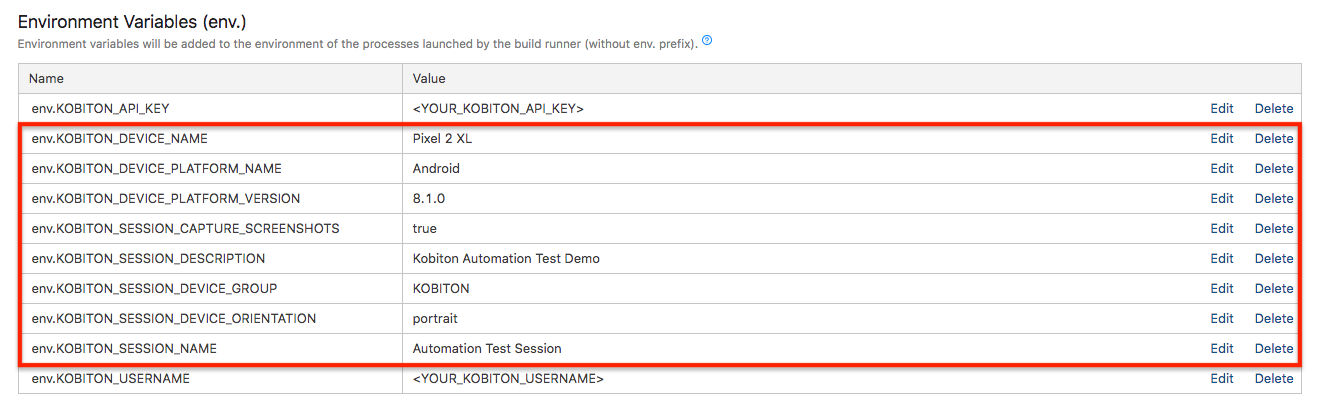 Environment Variables (env.)
Environment variables will be added to the environment of the processes launched by the build runner (without env. prefix). ?
Name Value
env.KOBITON_API_KEY <YOUR_KOBITON_API_KEY> Edit Delete
env.KOBITON_DEVICE_NAME Pixel 2 XL Edit Delete
env.KOBITON_DEVICE_PLATFORM_NAME Android Edit Delete
env.KOBITON_DEVICE_PLATFORM_VERSION 8.1.0 Edit Delete
env.KOBITON_SESSION_CAPTURE_SCREENSHOTS true Edit Delete
env.KOBITON_SESSION_DESCRIPTION Kobiton Automation Test Demo Edit Delete
env.KOBITON_SESSION_DEVICE_GROUP KOBITON Edit Delete
env.KOBITON_SESSION_DEVICE_ORIENTATION portrait Edit Delete
env.KOBITON_SESSION_NAME Automation Test Session Edit Delete
env.KOBITON_USERNAME <YOUR_KOBITON_USERNAME> Edit Delete